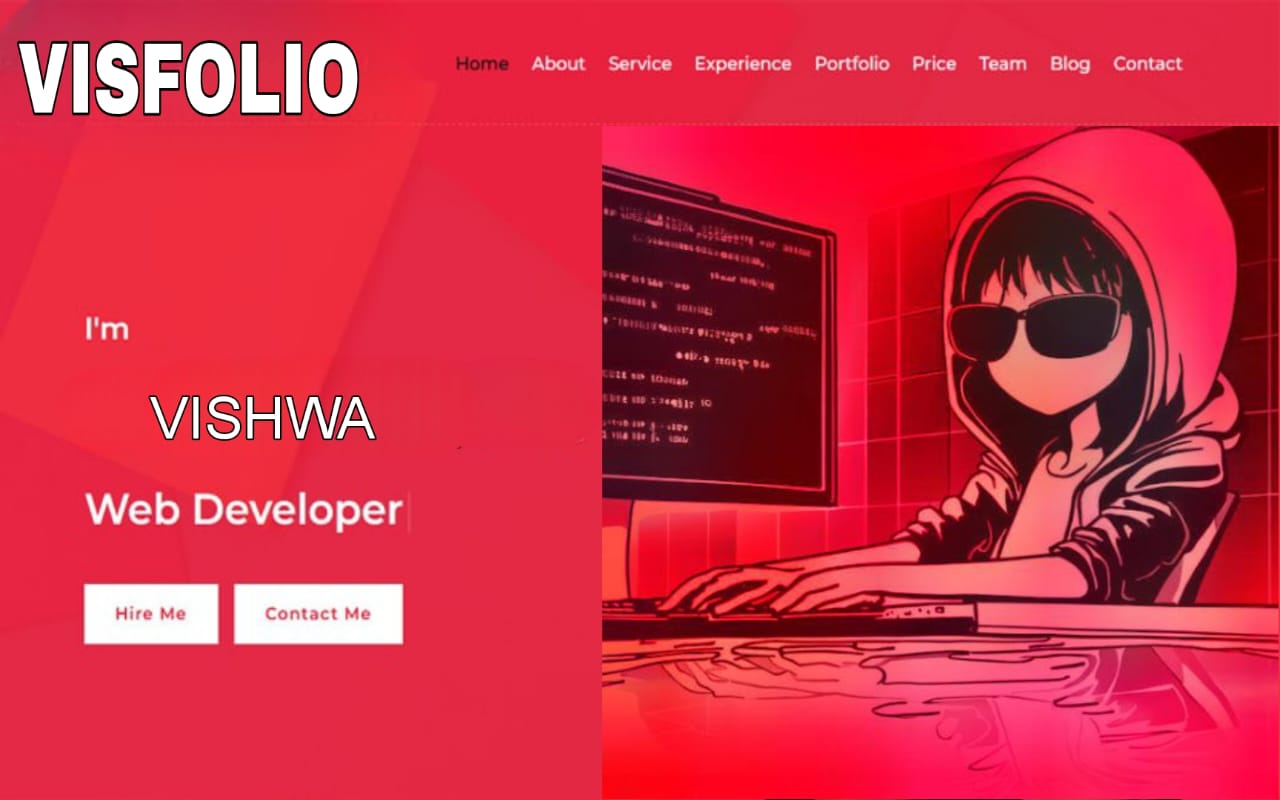 VISFOLIO
Home About Service Experience Portfolio Price Team Blog Contact
I'm
VISHWA
Web Developer
Hire Me Contact Me